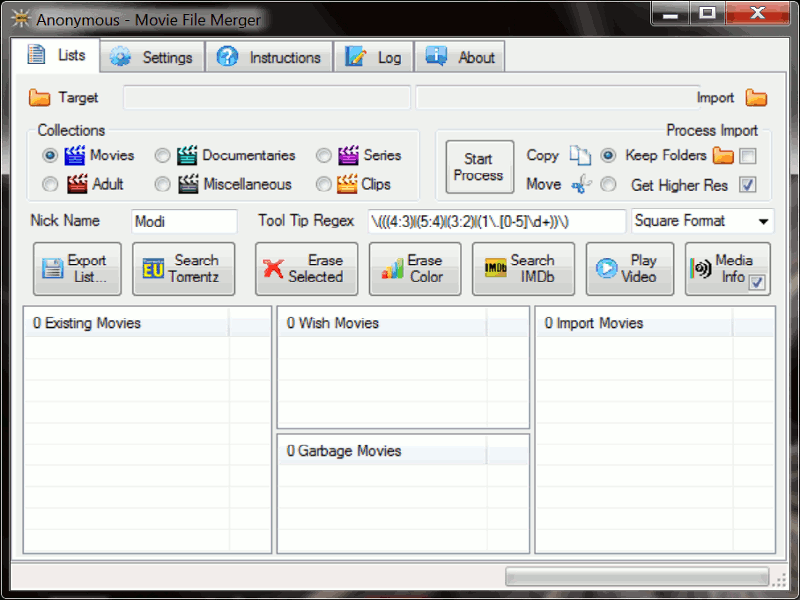 Anonymous - Movie File Merger
Lists Settings Instructions Log About
Target Import
Collections Process Import
Movies Documentaries Series
Adult Miscellaneous Clips
Start Process
Copy Keep Folders
Move Get Higher Res
Nick Name Modi Tool Tip Regex \(((4:3)|(5:4)|(3:2)|(1\.[0-5]\d+))\) Square Format
Export List...
EU Search Torrentz
Erase Selected
Erase Color
IMDb Search IMDb
Play Video
Media Info
0 Existing Movies 0 Wish Movies 0 Import Movies
0 Garbage Movies